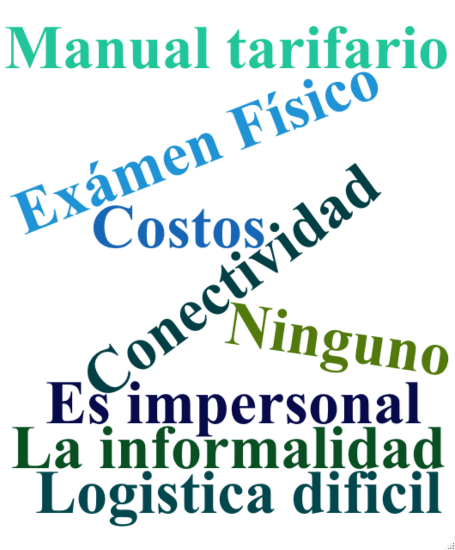 Manual tarifario
Exámen Físico
Costos
Conectividad
Ninguno
Es impersonal
La informalidad
Logistica dificil